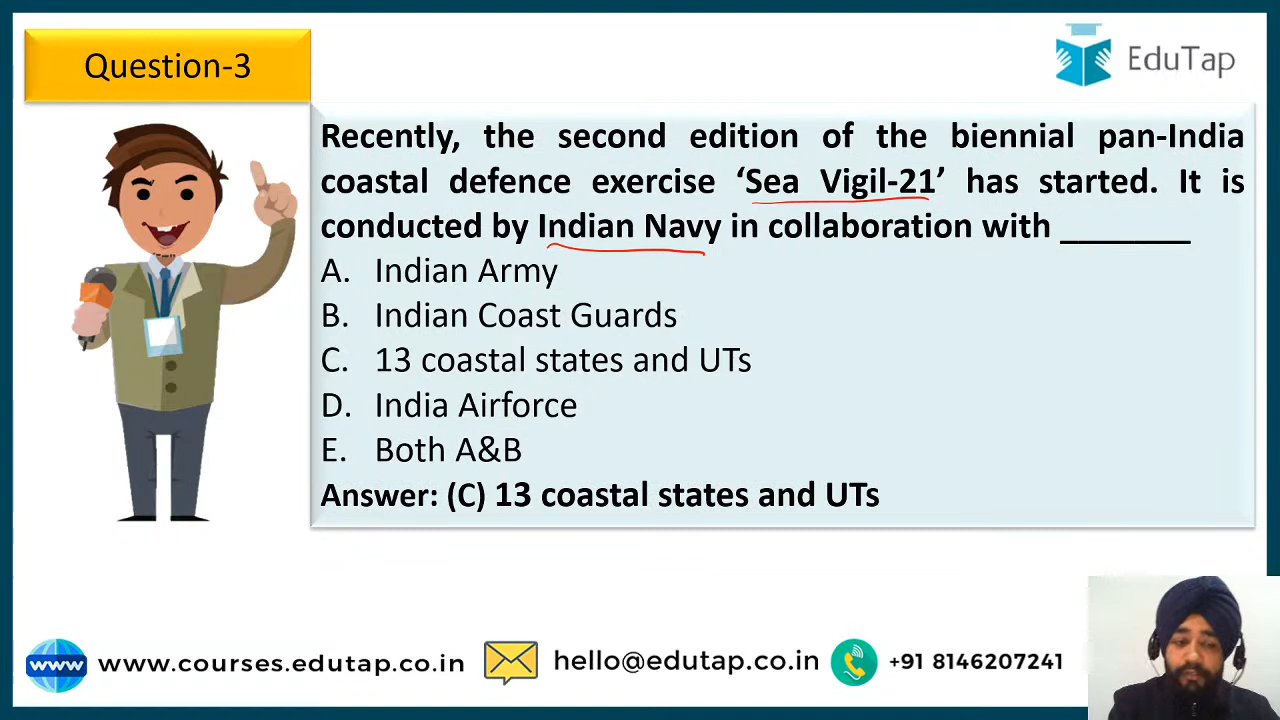 Question-3
EduTap
Recently, the second edition of the biennial pan-India
coastal defence exercise ‘Sea Vigil-21’ has started. It is
conducted by Indian Navy in collaboration with _______
A. Indian Army
B. Indian Coast Guards
C. 13 coastal states and UTs
D. India Airforce
E. Both A&B
Answer: (C) 13 coastal states and UTs
www www.courses.edutap.co.in hello@edutap.co.in +91 8146207241